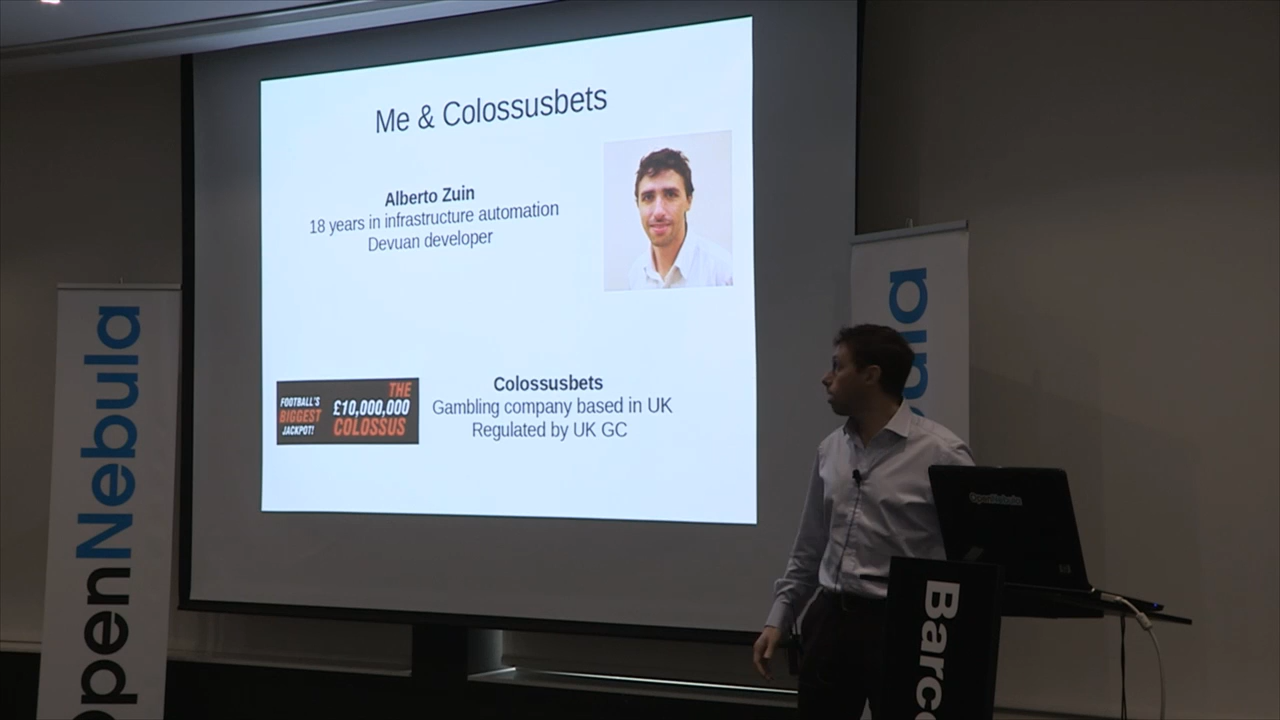 Me & Colossusbets
Alberto Zuin
18 years in infrastructure automation
Devuan developer
FOOTBALL'S
BIGGEST
JACKPOT!
THE
£10,000,000
COLOSSUS
Colossusbets
Gambling company based in UK
Regulated by UK GC
OpenNebula
OpenNebula
Barc